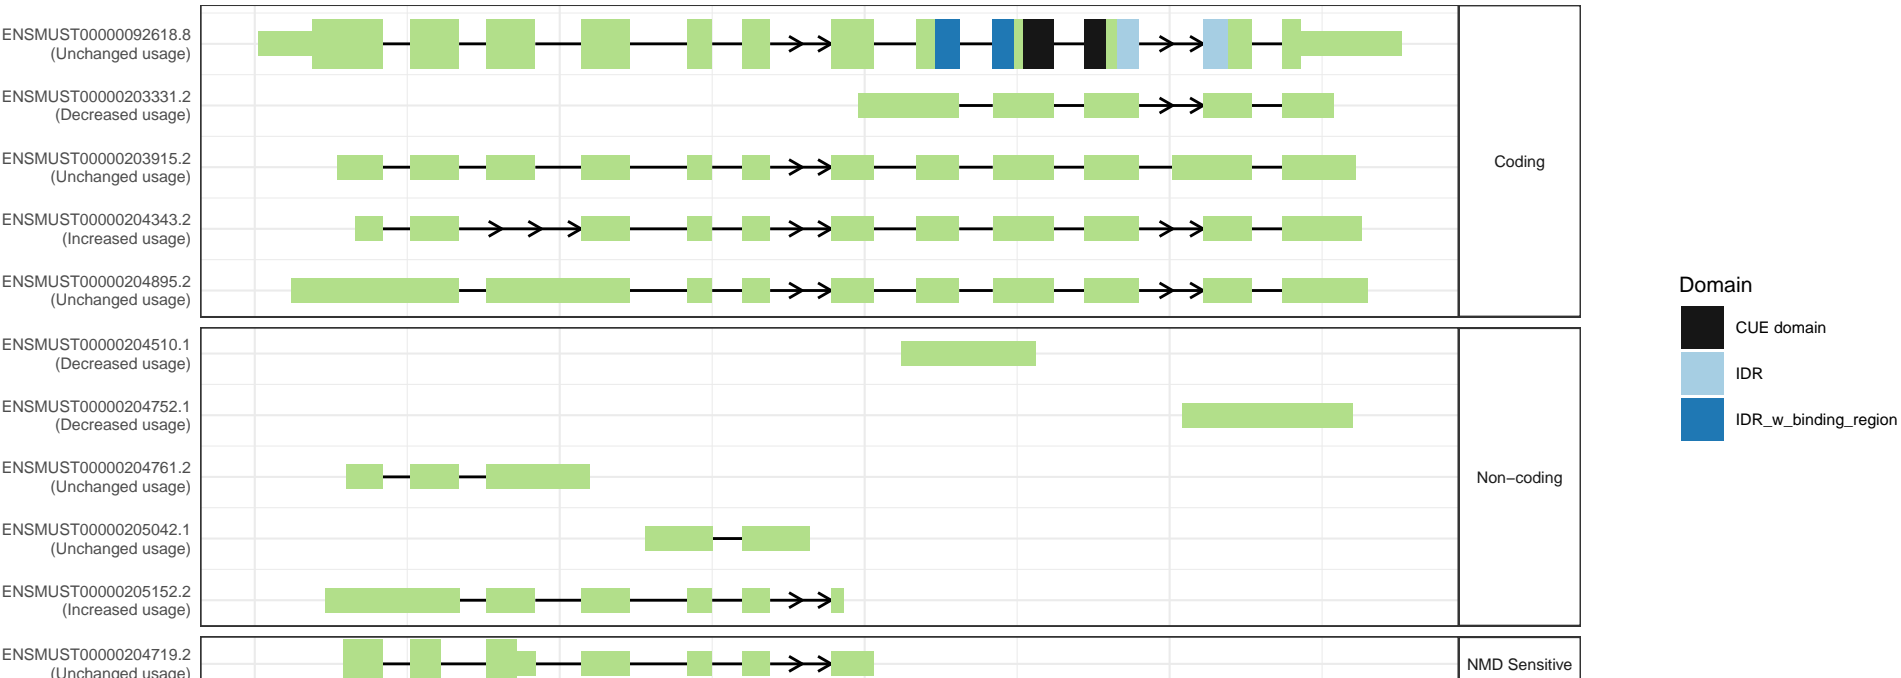 ENSMUST00000092618.8
(Unchanged usage)
ENSMUST00000203331.2
(Decreased usage)
ENSMUST00000203915.2
(Unchanged usage)
ENSMUST00000204343.2
(Increased usage)
ENSMUST00000204895.2
(Unchanged usage)
Coding
ENSMUST00000204510.1
(Decreased usage)
ENSMUST00000204752.1
(Decreased usage)
ENSMUST00000204761.2
(Unchanged usage)
ENSMUST00000205042.1
(Unchanged usage)
ENSMUST00000205152.2
(Increased usage)
Non−coding
ENSMUST00000204719.2
(Unchanged usage)
NMD Sensitive
Domain
CUE domain
IDR
IDR_w_binding_region